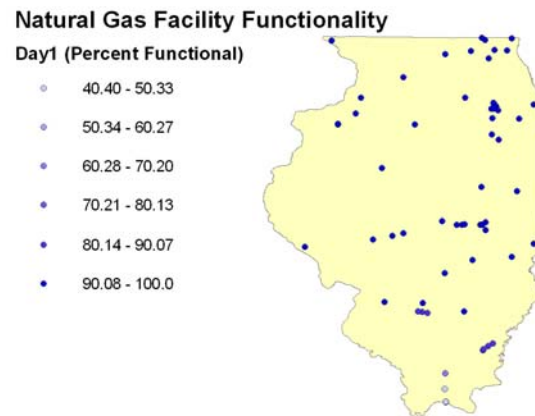 Natural Gas Facility Functionality
Day1 (Percent Functional)
40.40 - 50.33
50.34 - 60.27
60.28 - 70.20
70.21 - 80.13
80.14 - 90.07
90.08 - 100.0